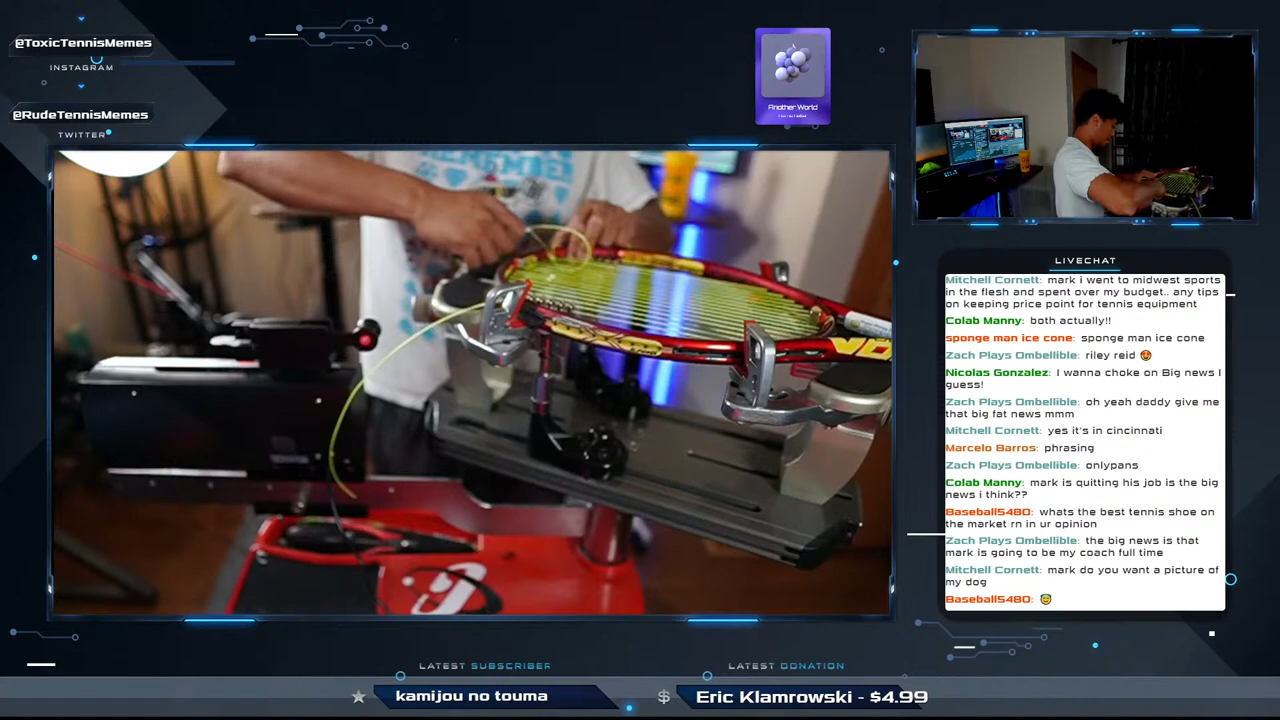 @ToxicTennisMemes
INSTAGRAM
@RudeTennisMemes
TWITTER
Another World
LIVECHAT
Mitchell Cornett: mark i went to midwest sports
in the flesh and spent over my budget.. any tips
on keeping price point for tennis equipment
Colab Manny: both actually!!
sponge man ice cone: sponge man ice cone
Zach Plays Ombellible: riley reid 😍
Nicolas Gonzalez: I wanna choke on Big news I
guess!
Zach Plays Ombellible: oh yeah daddy give me
that big fat news mmm
Mitchell Cornett: yes it's in cincinnati
Marcelo Barros: phrasing
Zach Plays Ombellible: onlypans
Colab Manny: mark is quitting his job is the big
news i think??
Baseball5480: whats the best tennis shoe on
the market rn in ur opinion
Zach Plays Ombellible: the big news is that
mark is going to be my coach full time
Mitchell Cornett: mark do you want a picture of
my dog
Baseball5480: 😇
LATEST SUBSCRIBER
kamijou no touma
LATEST DONATION
$ Eric Klamrowski - $4.99